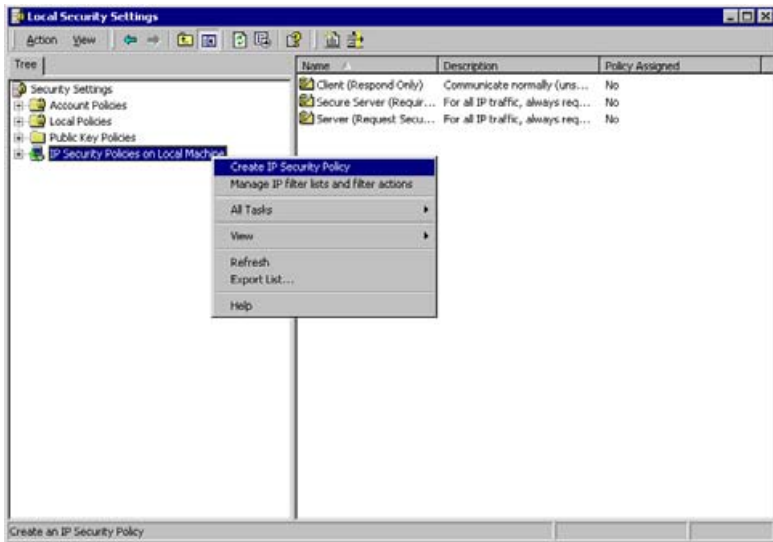 Local Security Settings
Action View
Tree
Name Description Policy Assigned
Security Settings
Account Policies
Local Policies
Public Key Policies
IP Security Policies on Local Machine
Client (Respond Only) Communicate normally (uns... No
Secure Server (Requir... For all IP traffic, always req... No
Server (Request Secu... For all IP traffic, always req... No
Create IP Security Policy
Manage IP filter lists and filter actions
All Tasks
View
Refresh
Export List...
Help
Create an IP Security Policy